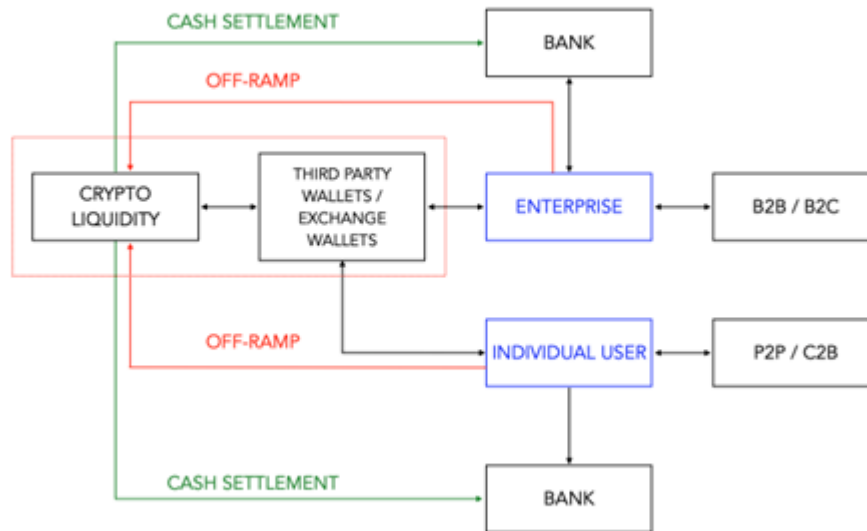 CASH SETTLEMENT
BANK
OFF-RAMP
CRYPTO
LIQUIDITY
THIRD PARTY
WALLETS /
EXCHANGE
WALLETS
ENTERPRISE
B2B / B2C
OFF-RAMP
INDIVIDUAL USER
P2P / C2B
CASH SETTLEMENT
BANK